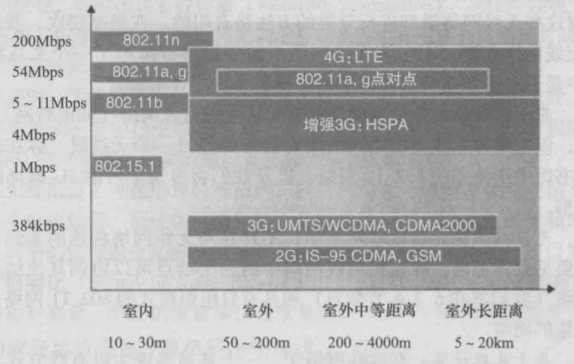 200Mbps
802.11n
4G: LTE
54Mbps
802.11a, g
802.11a, g点对点
5~11Mbps
802.11b
增强3G: HSPA
4Mbps
1Mbps
802.15.1
384kbps
3G: UMTS/WCDMA, CDMA2000
2G: IS-95 CDMA, GSM
室内 室外 室外中等距离 室外长距离
10~30m 50~200m 200~4000m 5~20km